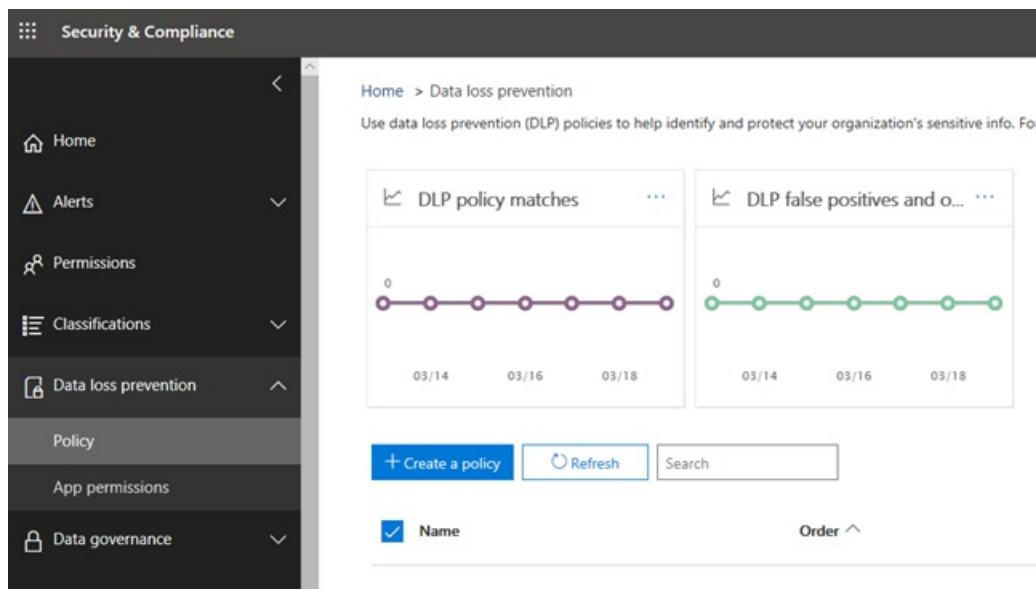 Security & Compliance
Home
Alerts
Permissions
Classifications
Data loss prevention
Policy
App permissions
Data governance
Home > Data loss prevention
Use data loss prevention (DLP) policies to help identify and protect your organization's sensitive info. Fo
DLP policy matches ...
0
03/14 03/16 03/18
DLP false positives and o... ...
0
03/14 03/16 03/18
+ Create a policy Refresh Search
Name Order